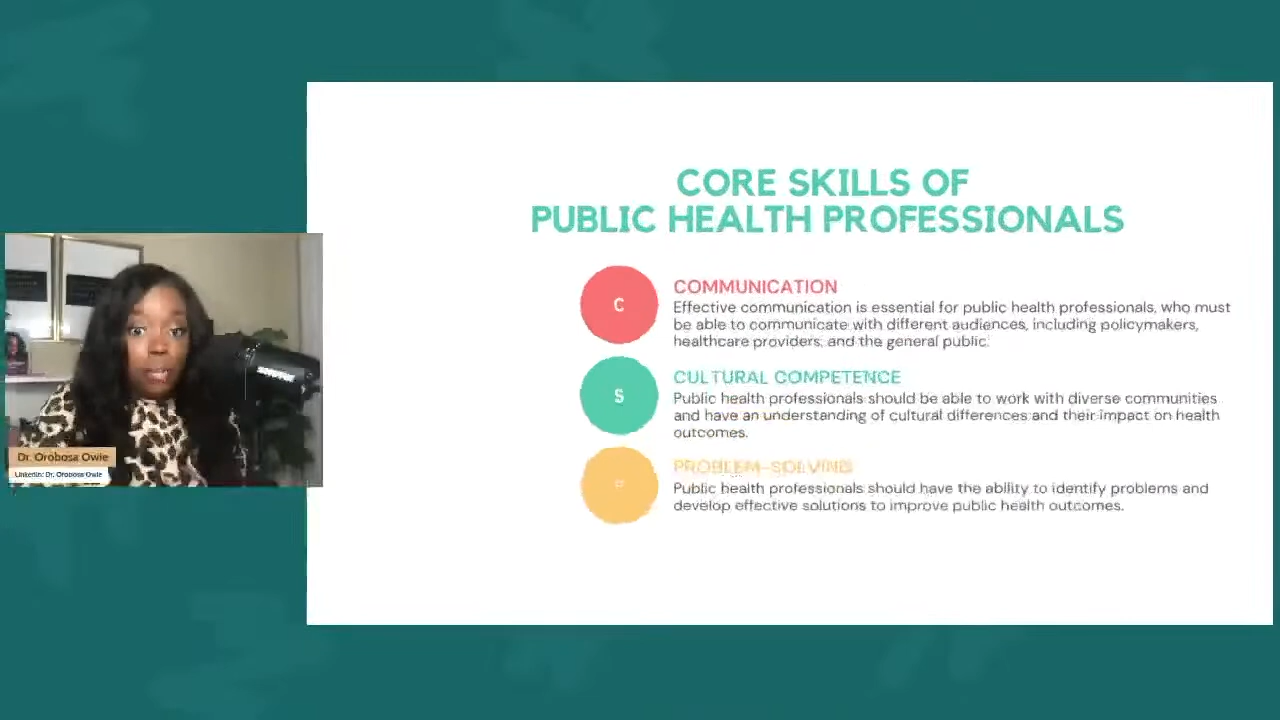 CORE SKILLS OF
PUBLIC HEALTH PROFESSIONALS
C
COMMUNICATION
Effective communication is essential for public health professionals, who must
be able to communicate with different audiences, including policymakers,
healthcare providers, and the general public.
S
CULTURAL COMPETENCE
Public health professionals should be able to work with diverse communities
and have an understanding of cultural differences and their impact on health
outcomes.
PROBLEM-SOLVING
Public health professionals should have the ability to identify problems and
develop effective solutions to improve public health outcomes.
Dr. Orobosa Owie
Linkedin: Dr. Orobosa Owie